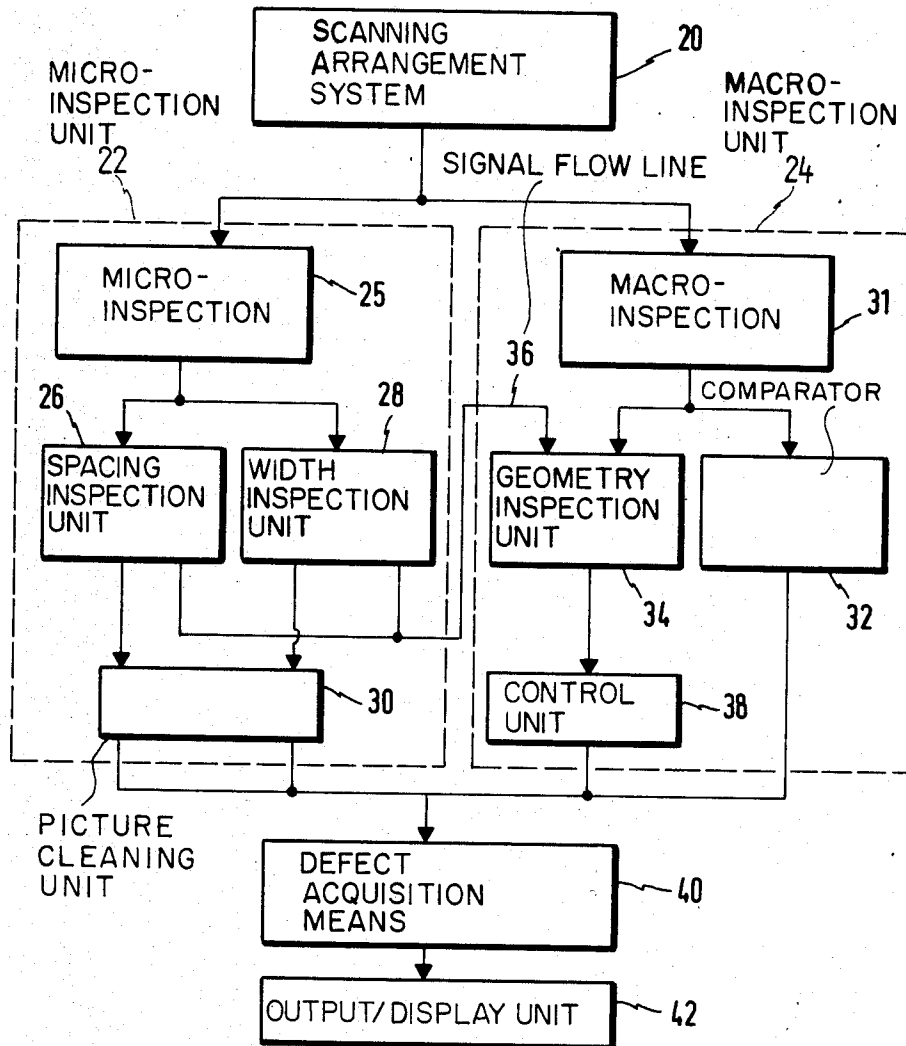 SCANNING
ARRANGEMENT
SYSTEM
20
MICRO-
INSPECTION
UNIT
22
MACRO-
INSPECTION
UNIT
24
SIGNAL FLOW LINE
MICRO-
INSPECTION
25
MACRO-
INSPECTION
31
36
COMPARATOR
26
SPACING
INSPECTION
UNIT
28
WIDTH
INSPECTION
UNIT
GEOMETRY
INSPECTION
UNIT
34
32
30
CONTROL
UNIT
38
PICTURE
CLEANING
UNIT
DEFECT
ACQUISITION
MEANS
40
OUTPUT/DISPLAY UNIT
42